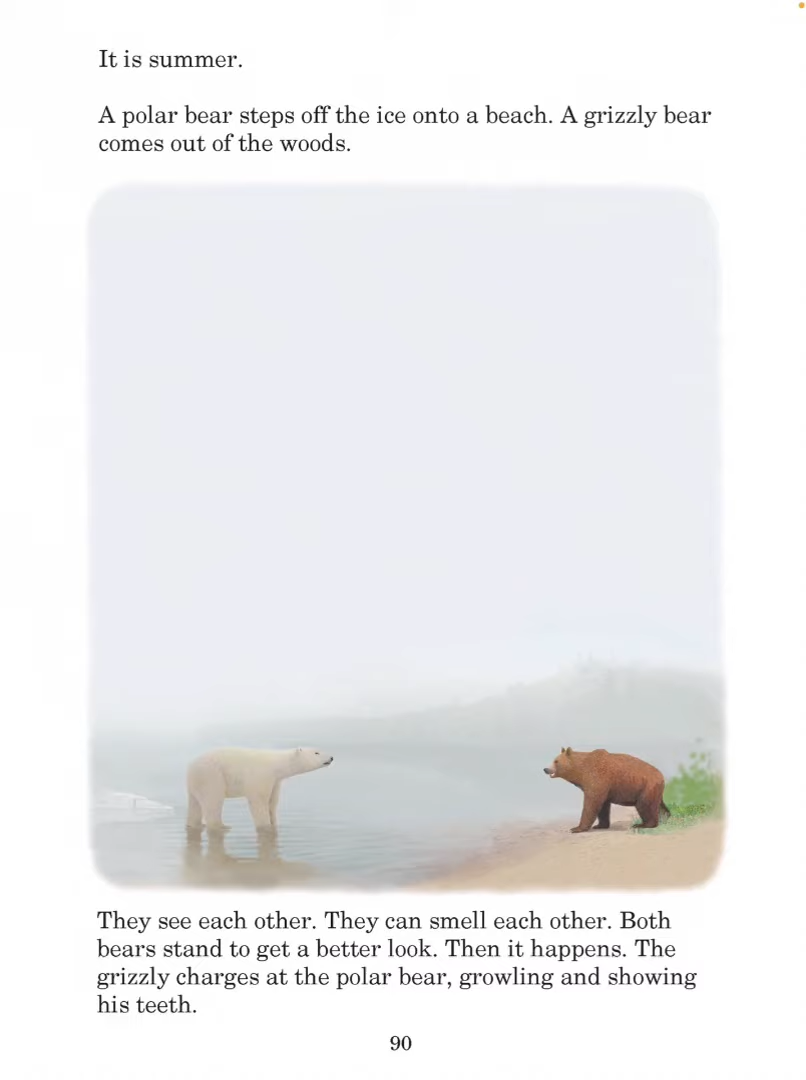 It is summer.
A polar bear steps off the ice onto a beach. A grizzly bear
comes out of the woods.
They see each other. They can smell each other. Both
bears stand to get a better look. Then it happens. The
grizzly charges at the polar bear, growling and showing
his teeth.
90